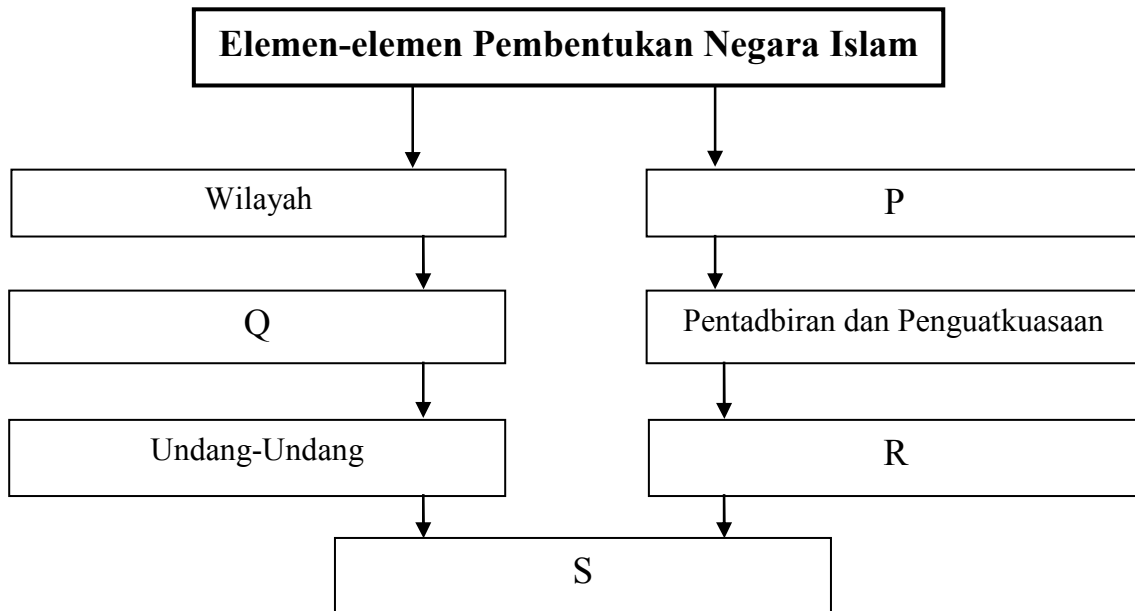 Elemen-elemen Pembentukan Negara Islam
Wilayah
P
Q
Pentadbiran dan Penguatkuasaan
Undang-Undang
R
S